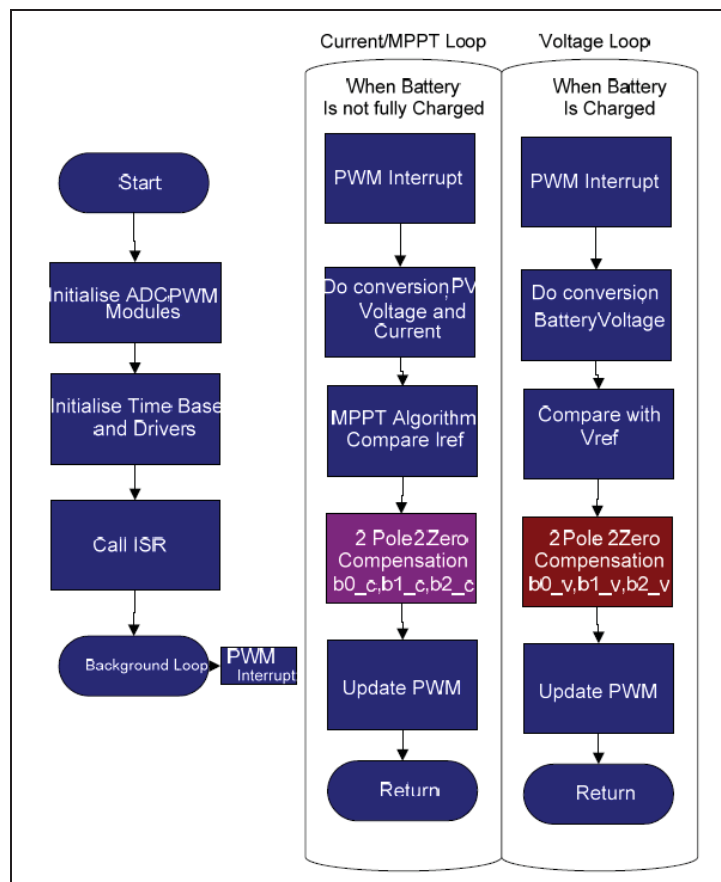 Current/MPPT Loop
Voltage Loop
When Battery
Is not fully Charged
When Battery
Is Charged
Start
Initialise ADC,PWM
Modules
Initialise Time Base
and Drivers
Call ISR
Background Loop
PWM
Interrupt
PWM Interrupt
Do conversion,PV
Voltage and
Current
MPPT Algorithm
Compare Iref
2 Pole2Zero
Compensation
b0_c,b1_c,b2_c
Update PWM
Return
PWM Interrupt
Do conversion
BatteryVoltage
Compare with
Vref
2Pole 2Zero
Compensation
b0_v,b1_v,b2_v
Update PWM
Return